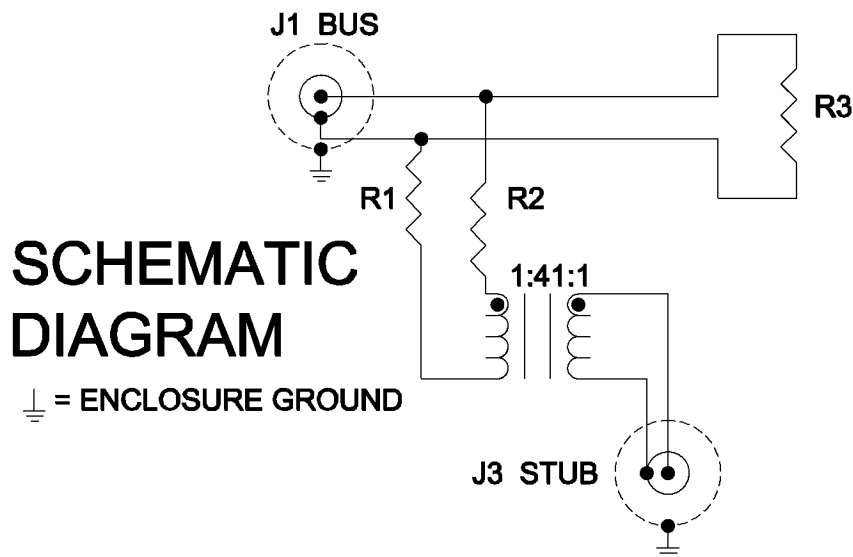 J1 BUS
R3
R1
R2
SCHEMATIC
DIAGRAM
1:41:1
= ENCLOSURE GROUND
J3 STUB